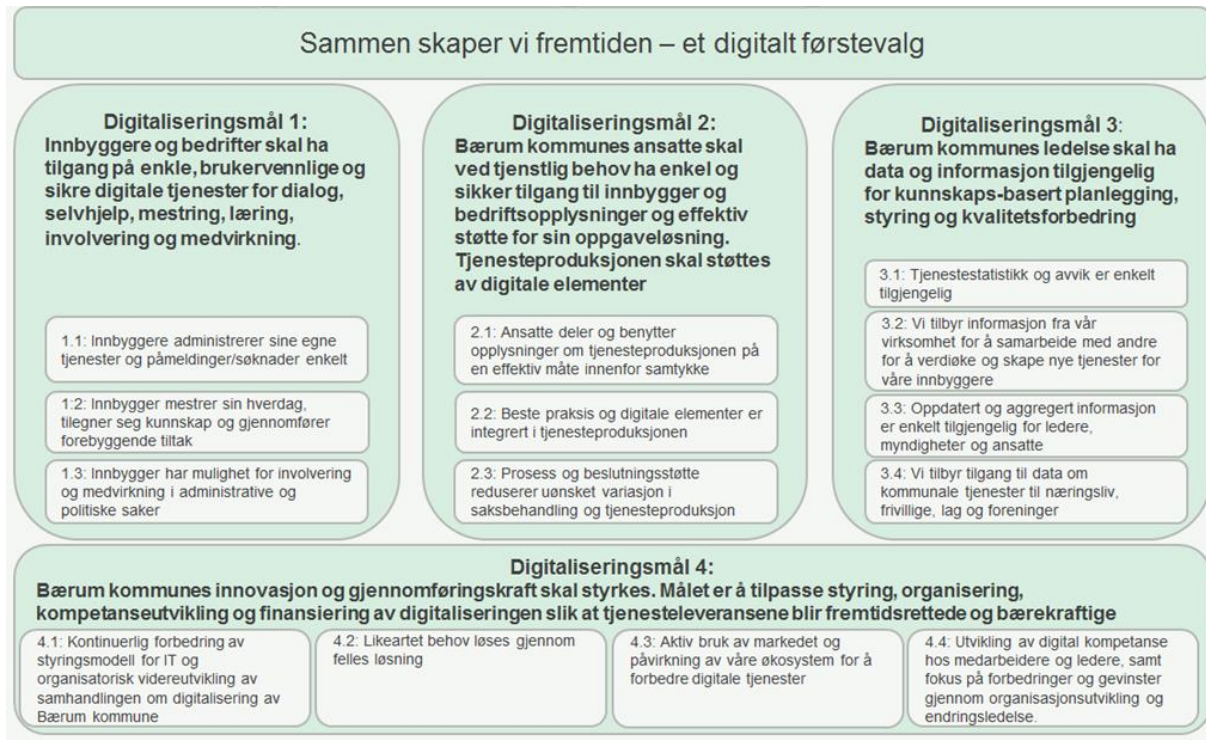 Sammen skaper vi fremtiden – et digitalt førstevalg
Digitaliseringsmål 1:
Innbyggere og bedrifter skal ha
tilgang på enkle, brukervennlige og
sikre digitale tjenester for dialog,
selvhjelp, mestring, læring,
involvering og medvirkning.
1.1: Innbyggere administrerer sine egne
tjenester og påmeldinger/søknader enkelt
1:2: Innbygger mestrer sin hverdag,
tilegner seg kunnskap og gjennomfører
forebyggende tiltak
1.3: Innbygger har mulighet for involvering
og medvirkning i administrative og
politiske saker
Digitaliseringsmål 2:
Bærum kommunes ansatte skal
ved tjenstlig behov ha enkel og
sikker tilgang til innbygger og
bedriftsopplysninger og effektiv
støtte for sin oppgaveløsning.
Tjenesteproduksjonen skal støttes
av digitale elementer
2.1: Ansatte deler og benytter
opplysninger om tjenesteproduksjonen på
en effektiv måte innenfor samtykke
2.2: Beste praksis og digitale elementer er
integrert i tjenesteproduksjonen
2.3: Prosess og beslutningsstøtte
reduserer uønsket variasjon i
saksbehandling og tjenesteproduksjon
Digitaliseringsmål 3:
Bærum kommunes ledelse skal ha
data og informasjon tilgjengelig
for kunnskaps-basert planlegging,
styring og kvalitetsforbedring
3.1: Tjenestestatistikk og avvik er enkelt
tilgjengelig
3.2: Vi tilbyr informasjon fra vår
virksomhet for å samarbeide med andre
for å verdiøke og skape nye tjenester for
våre innbyggere
3.3: Oppdatert og aggregert informasjon
er enkelt tilgjengelig for ledere,
myndigheter og ansatte
3.4: Vi tilbyr tilgang til data om
kommunale tjenester til næringsliv,
frivillige, lag og foreninger
Digitaliseringsmål 4:
Bærum kommunes innovasjon og gjennomføringskraft skal styrkes. Målet er å tilpasse styring, organisering,
kompetanseutvikling og finansiering av digitaliseringen slik at tjenesteleveransene blir fremtidsrettede og bærekraftige
4.1: Kontinuerlig forbedring av
styringsmodell for IT og
organisatorisk videreutvikling av
samhandlingen om digitalisering av
Bærum kommune
4.2: Likeartet behov løses gjennom
felles løsning
4.3: Aktiv bruk av markedet og
påvirkning av våre økosystem for å
forbedre digitale tjenester
4.4: Utvikling av digital kompetanse
hos medarbeidere og ledere, samt
fokus på forbedringer og gevinster
gjennom organisasjonsutvikling og
endringsledelse.